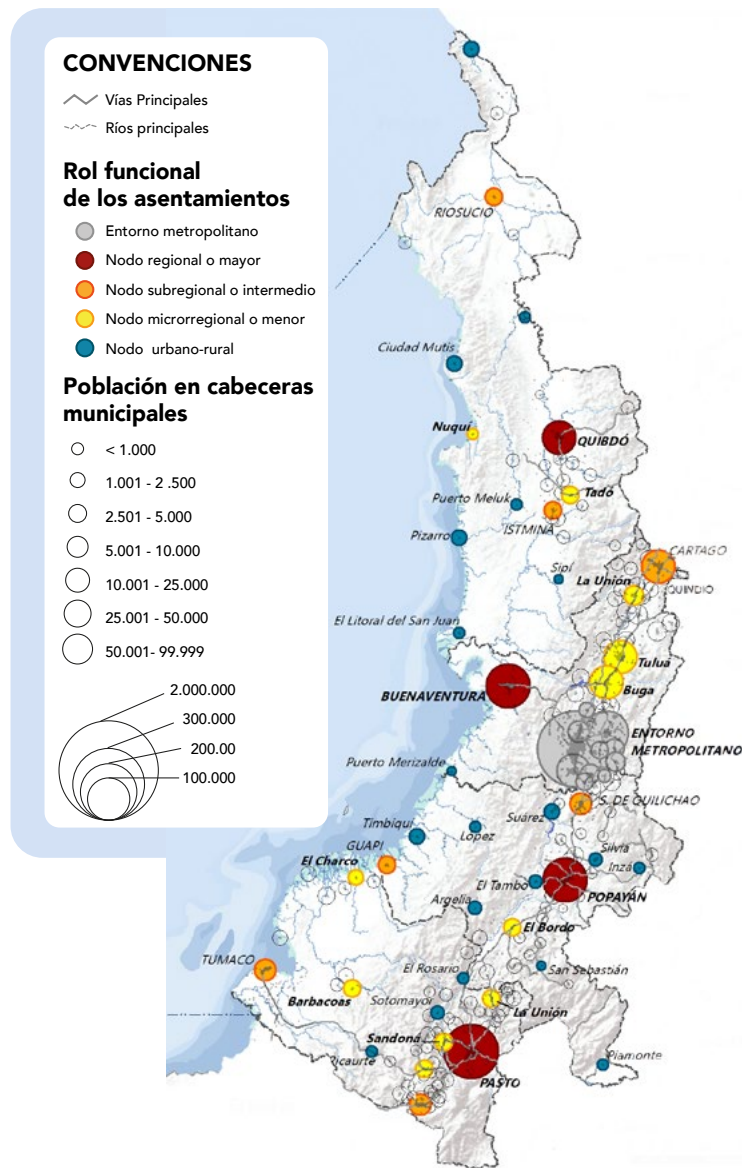 CONVENCIONES
Vías Principales
Ríos principales
Rol funcional
de los asentamientos
Entorno metropolitano
Nodo regional o mayor
Nodo subregional o intermedio
Nodo microrregional o menor
Nodo urbano-rural
Población en cabeceras
municipales
< 1.000
1.001 - 2 .500
2.501 - 5.000
5.001 - 10.000
10.001 - 25.000
25.001 - 50.000
50.001- 99.999
2.000.000
300.000
200.00
100.000
RIOSUCIO
Ciudad Mutis
Nuquí
QUIBDÓ
Tadó
Puerto Meluk
ISTMINA
Pizarro
CARTAGO
Sipí
La Unión
QUINDIO
El Litoral del San Juan
Tulua
Buga
BUENAVENTURA
ENTORNO
METROPOLITANO
Puerto Merizalde
S. DE QUILICHAO
Suárez
Timbiqui
Lopez
GUAPI
Silvia
El Charco
Inzá
El Tambo
POPAYÁN
Argelia
El Bordo
TUMACO
El Rosario
San Sebastián
Barbacoas
Sotomayor
La Unión
Sandoná
Ricaurte
Piamonte
PASTO